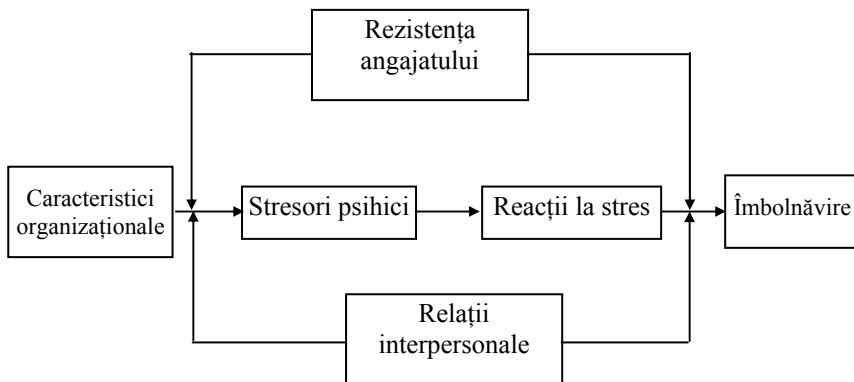 Rezistența
angajatului
Caracteristici
organizaționale
Stresori psihici
Reacții la stres
Îmbolnăvire
Relații
interpersonale